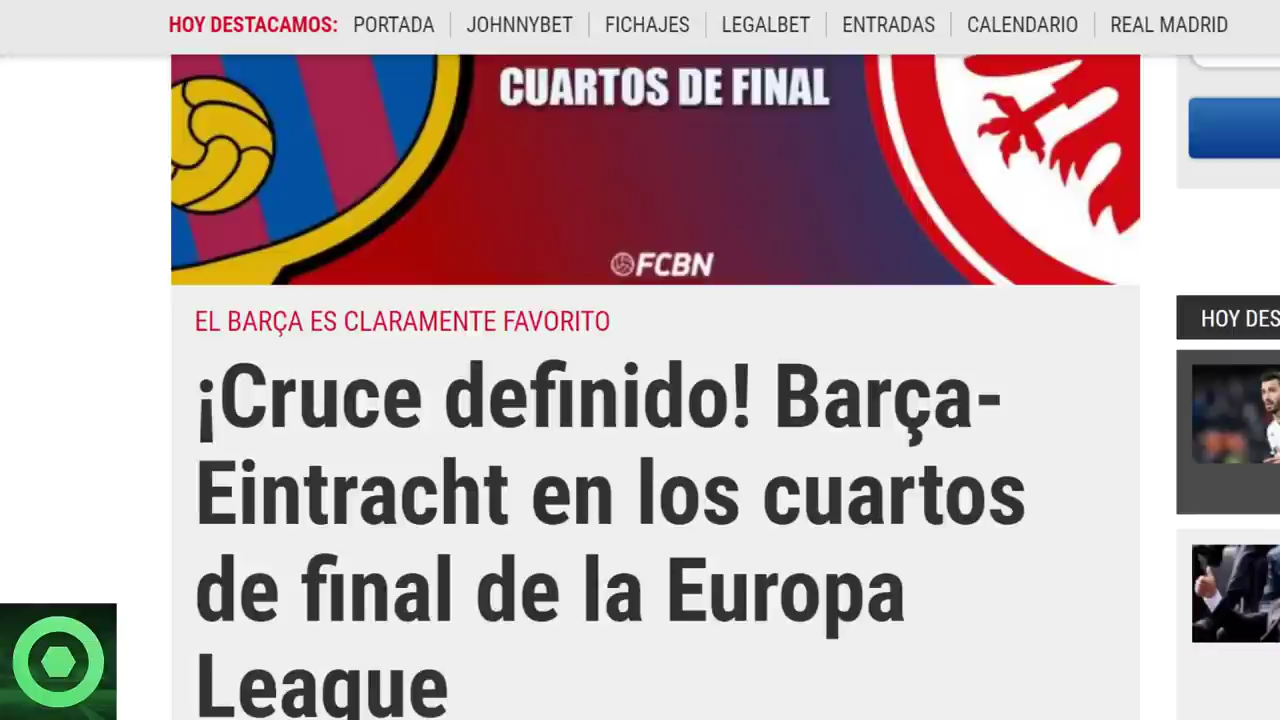 HOY DESTACAMOS: PORTADA JOHNNYBET FICHAJES LEGALBET ENTRADAS CALENDARIO REAL MADRID
CUARTOS DE FINAL
FCBN
EL BARÇA ES CLARAMENTE FAVORITO
¡Cruce definido! Barça-
Eintracht en los cuartos
de final de la Europa
League
HOY DES